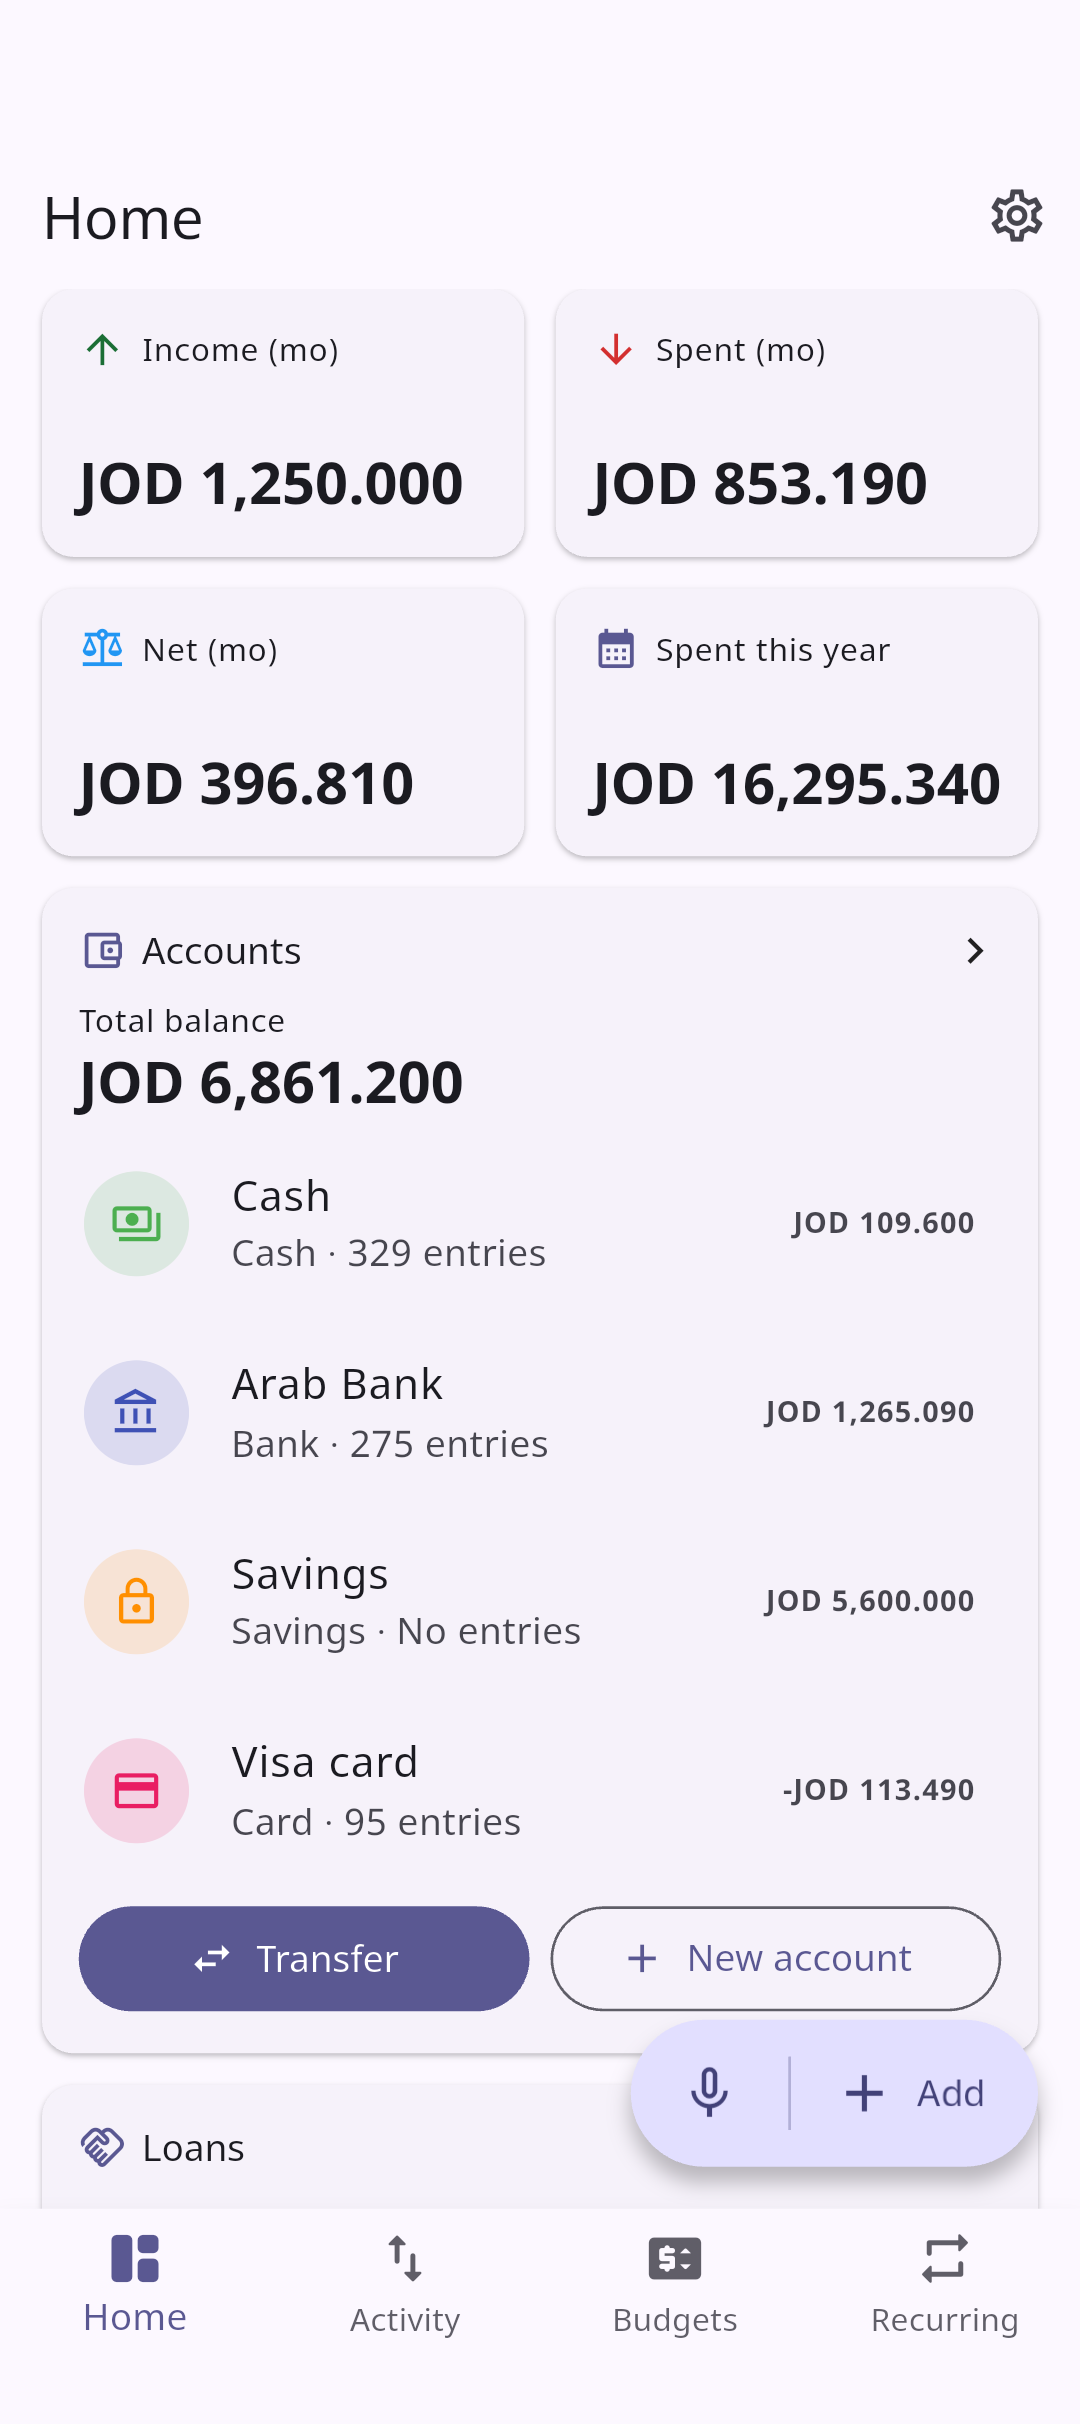 Home
Income (mo)
JOD 1,250.000
Spent (mo)
JOD 853.190
Net (mo)
JOD 396.810
Spent this year
JOD 16,295.340
Accounts
Total balance
JOD 6,861.200
Cash
Cash · 329 entries
JOD 109.600
Arab Bank
Bank · 275 entries
JOD 1,265.090
Savings
Savings · No entries
JOD 5,600.000
Visa card
Card · 95 entries
-JOD 113.490
Transfer
New account
Add
Loans
Home
Activity
Budgets
Recurring